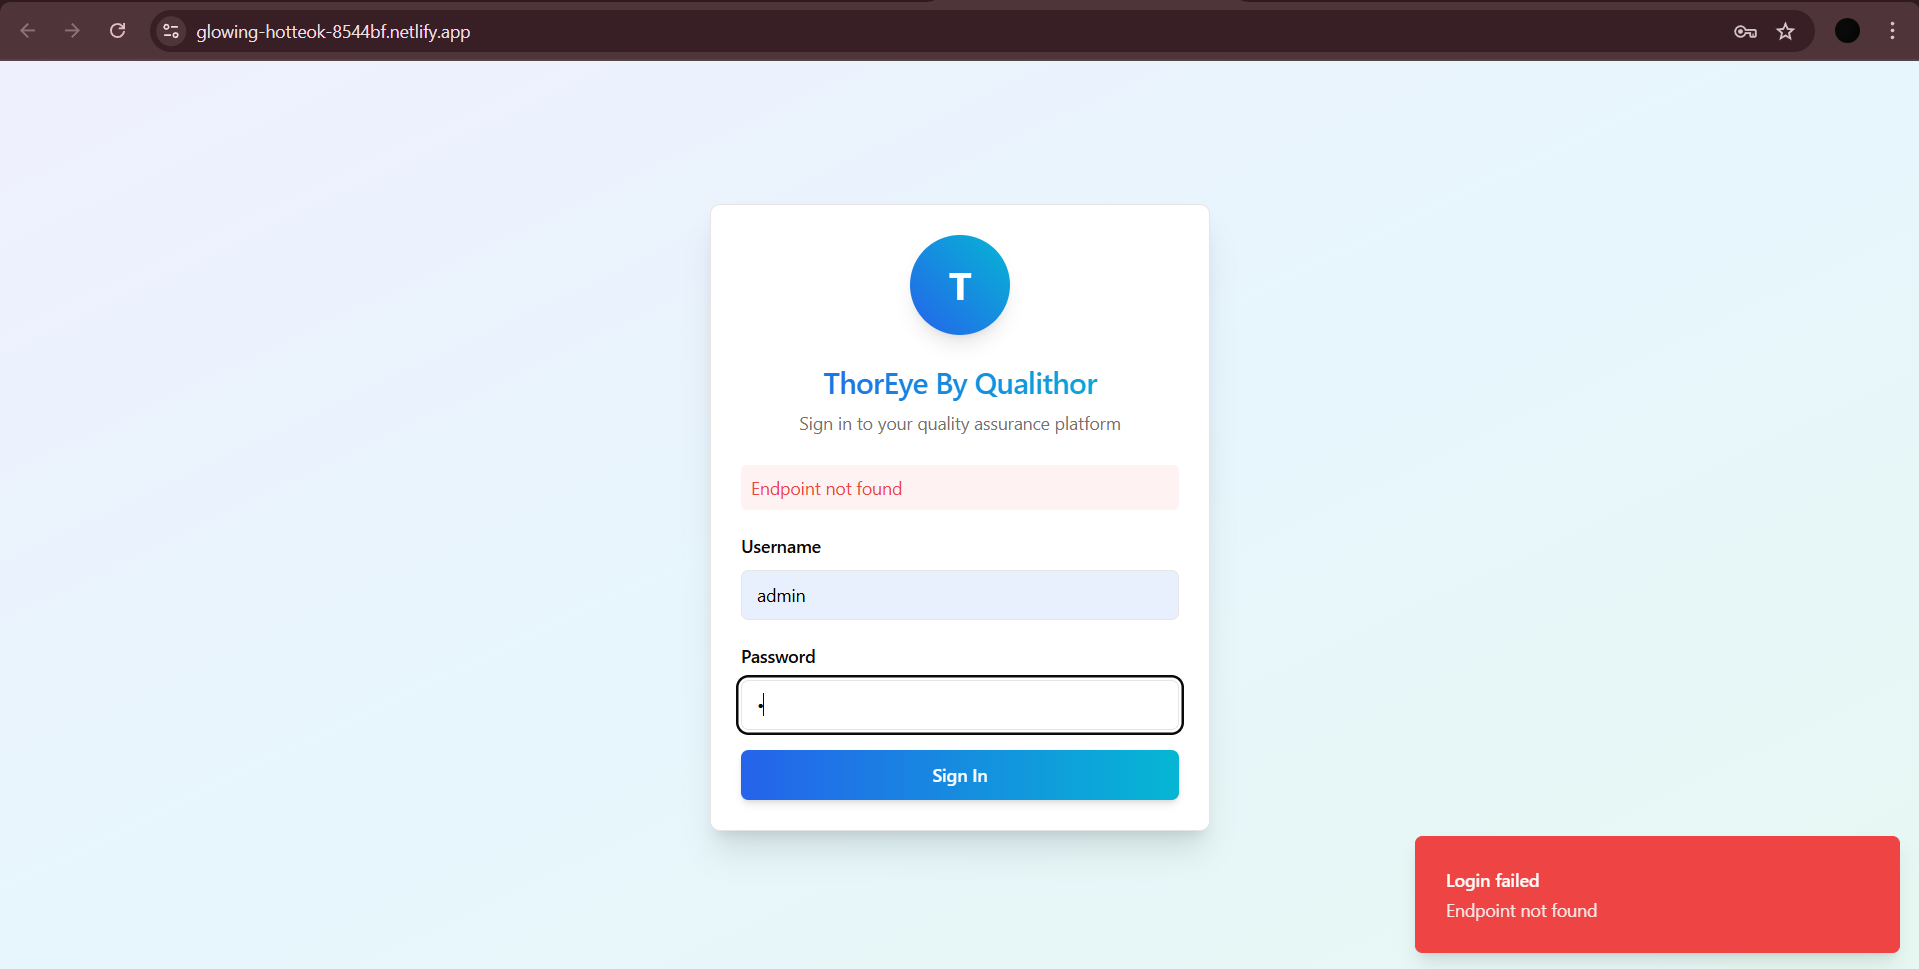 glowing-hotteok-8544bf.netlify.app
T
ThorEye By Qualithor
Sign in to your quality assurance platform
Endpoint not found
Username
admin
Password
•
Sign In
Login failed
Endpoint not found